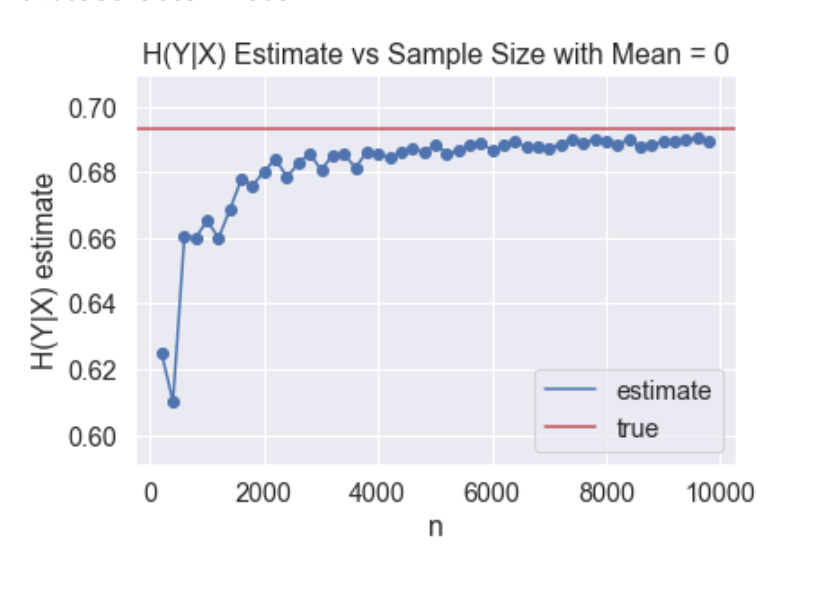 H(Y|X) Estimate vs Sample Size with Mean = 0
0.70
0.68
0.66
0.64
0.62
0.60
H(Y|X) estimate
estimate
true
0 2000 4000 6000 8000 10000
n